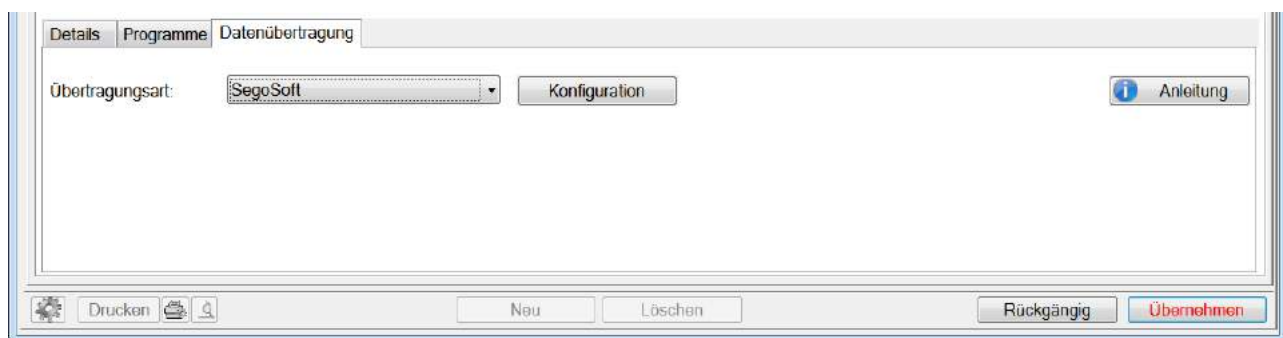 Details Programme Datenübertragung
Übertragungsart: SegoSoft Konfiguration Anleitung
Drucken Neu Löschen Rückgängig Übernehmen